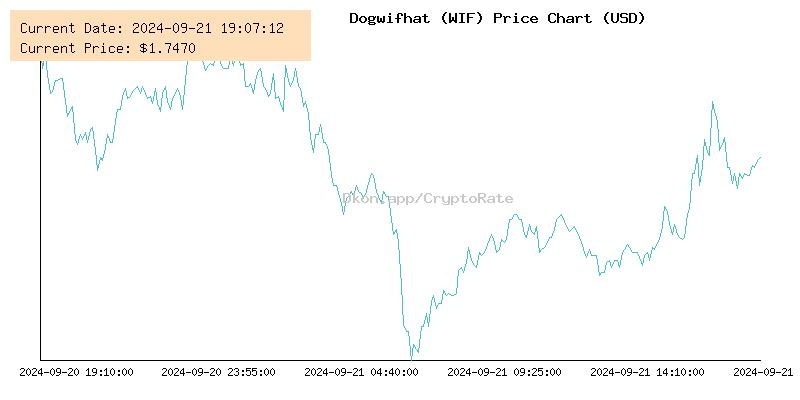 Dogwifhat (WIF) Price Chart (USD)
Current Date: 2024-09-21 19:07:12
Current Price: $1.7470
Dkont.app/CryptoRate
2024-09-20 19:10:00
2024-09-20 23:55:00
2024-09-21 04:40:00
2024-09-21 09:25:00
2024-09-21 14:10:00
2024-09-21